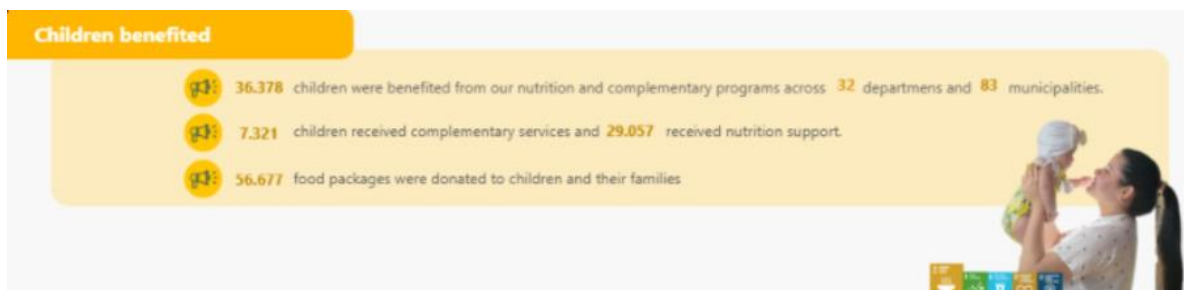 Children benefited
36.378 children were benefited from our nutrition and complementary programs across 32 departmens and 83 municipalities.
7.321 children received complementary services and 29.057 received nutrition support.
56.677 food packages were donated to children and their families